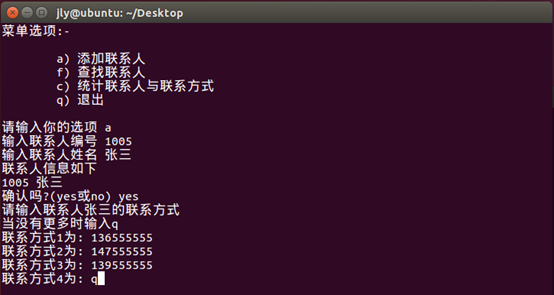 jly@ubuntu: ~/Desktop
菜单选项:-
a) 添加联系人
f) 查找联系人
c) 统计联系人与联系方式
q) 退出
请输入你的选项 a
输入联系人编号 1005
输入联系人姓名 张三
联系人信息如下
1005 张三
确认吗?(yes或no) yes
请输入联系人张三的联系方式
当没有更多时输入q
联系方式1为: 136555555
联系方式2为: 147555555
联系方式3为: 139555555
联系方式4为: q